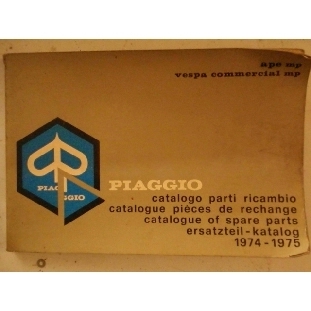 ape mp
vespa commercial mp
PIAGGIO
PIAGGIO
catalogo parti ricambio
catalogue pièces de rechange
catalogue of spare parts
ersatzteil-katalog
1974-1975